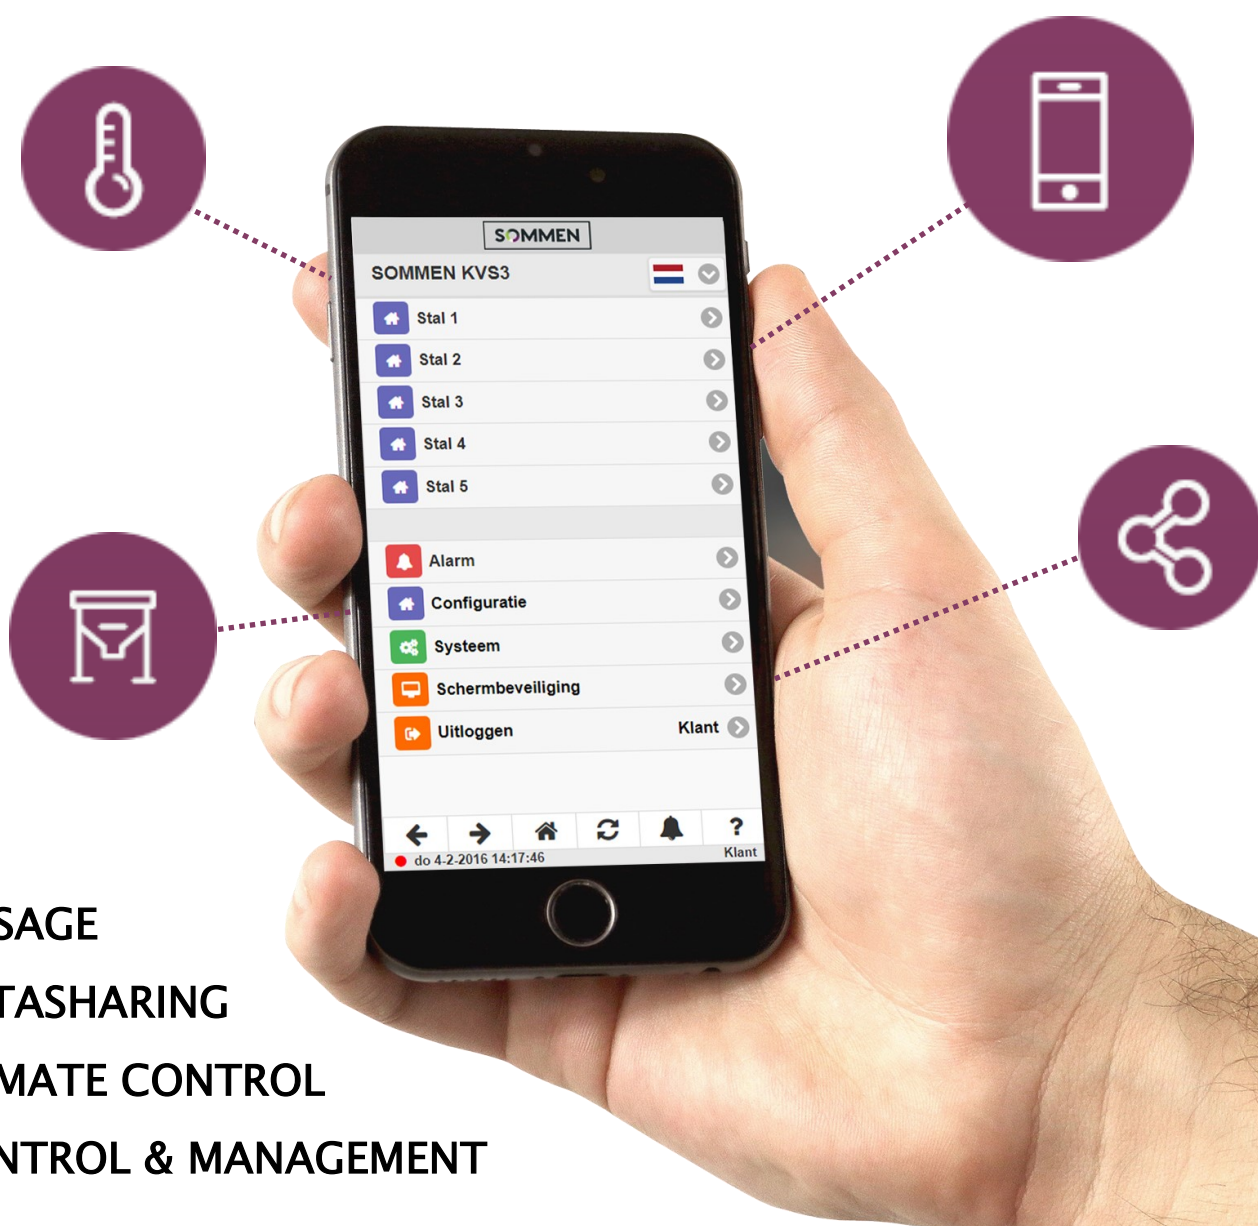 SOMMEN
SOMMEN KVS3
Stal 1
Stal 2
Stal 3
Stal 4
Stal 5
Alarm
Configuratie
Systeem
Schermbeveiliging
Uitloggen Klant
?
do 4-2-2016 14:17:46 Klant
SAGE
TASHARING
MATE CONTROL
NTROL & MANAGEMENT